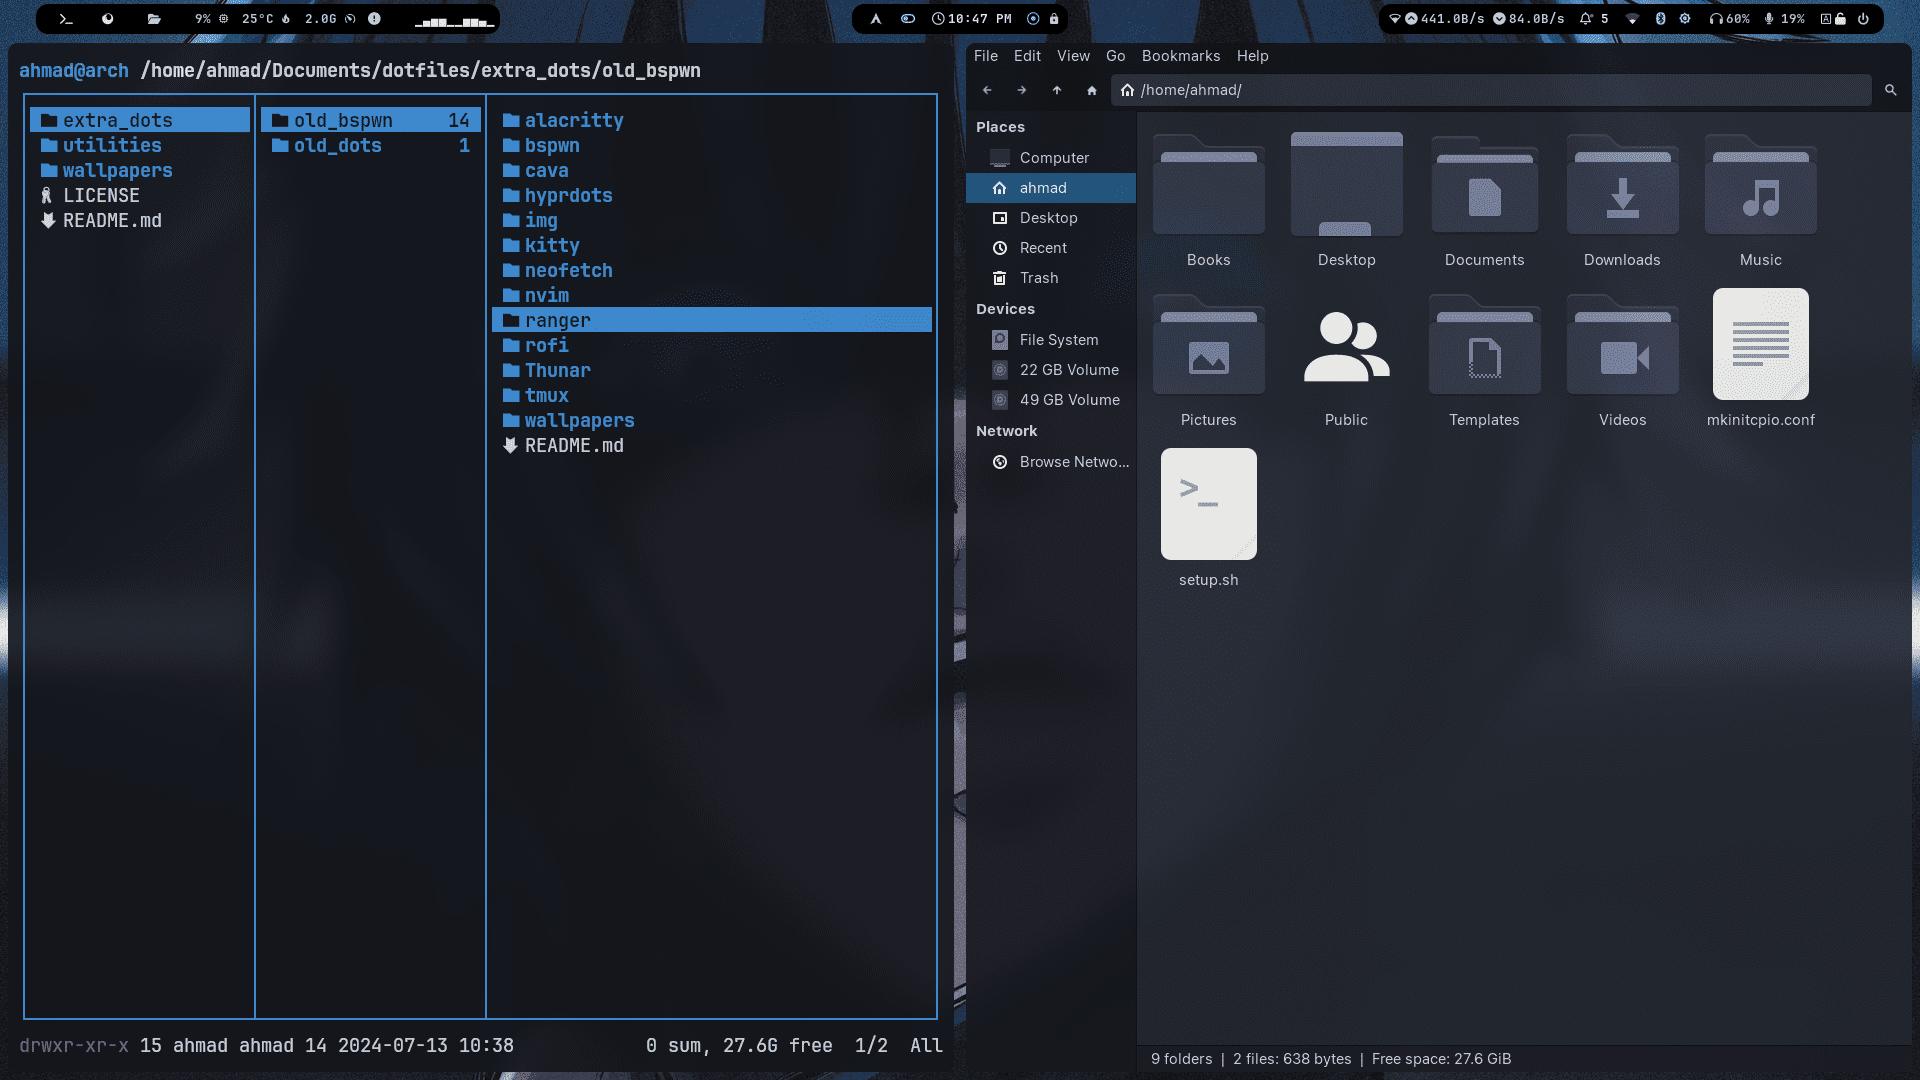 9% 25°C 2.0G
10:47 PM
441.0B/s 84.0B/s 5 60% 19%
ahmad@arch /home/ahmad/Documents/dotfiles/extra_dots/old_bspwn
extra_dots
utilities
wallpapers
LICENSE
README.md
old_bspwn 14
old_dots 1
alacritty
bspwn
cava
hyprdots
img
kitty
neofetch
nvim
ranger
rofi
Thunar
tmux
wallpapers
README.md
drwxr-xr-x 15 ahmad ahmad 14 2024-07-13 10:38 0 sum, 27.6G free 1/2 All
File Edit View Go Bookmarks Help
/home/ahmad/
Places
Computer
ahmad
Desktop
Recent
Trash
Devices
File System
22 GB Volume
49 GB Volume
Network
Browse Netwo...
Books Desktop Documents Downloads Music
Pictures Public Templates Videos mkinitcpio.conf
>_
setup.sh
9 folders | 2 files: 638 bytes | Free space: 27.6 GiB